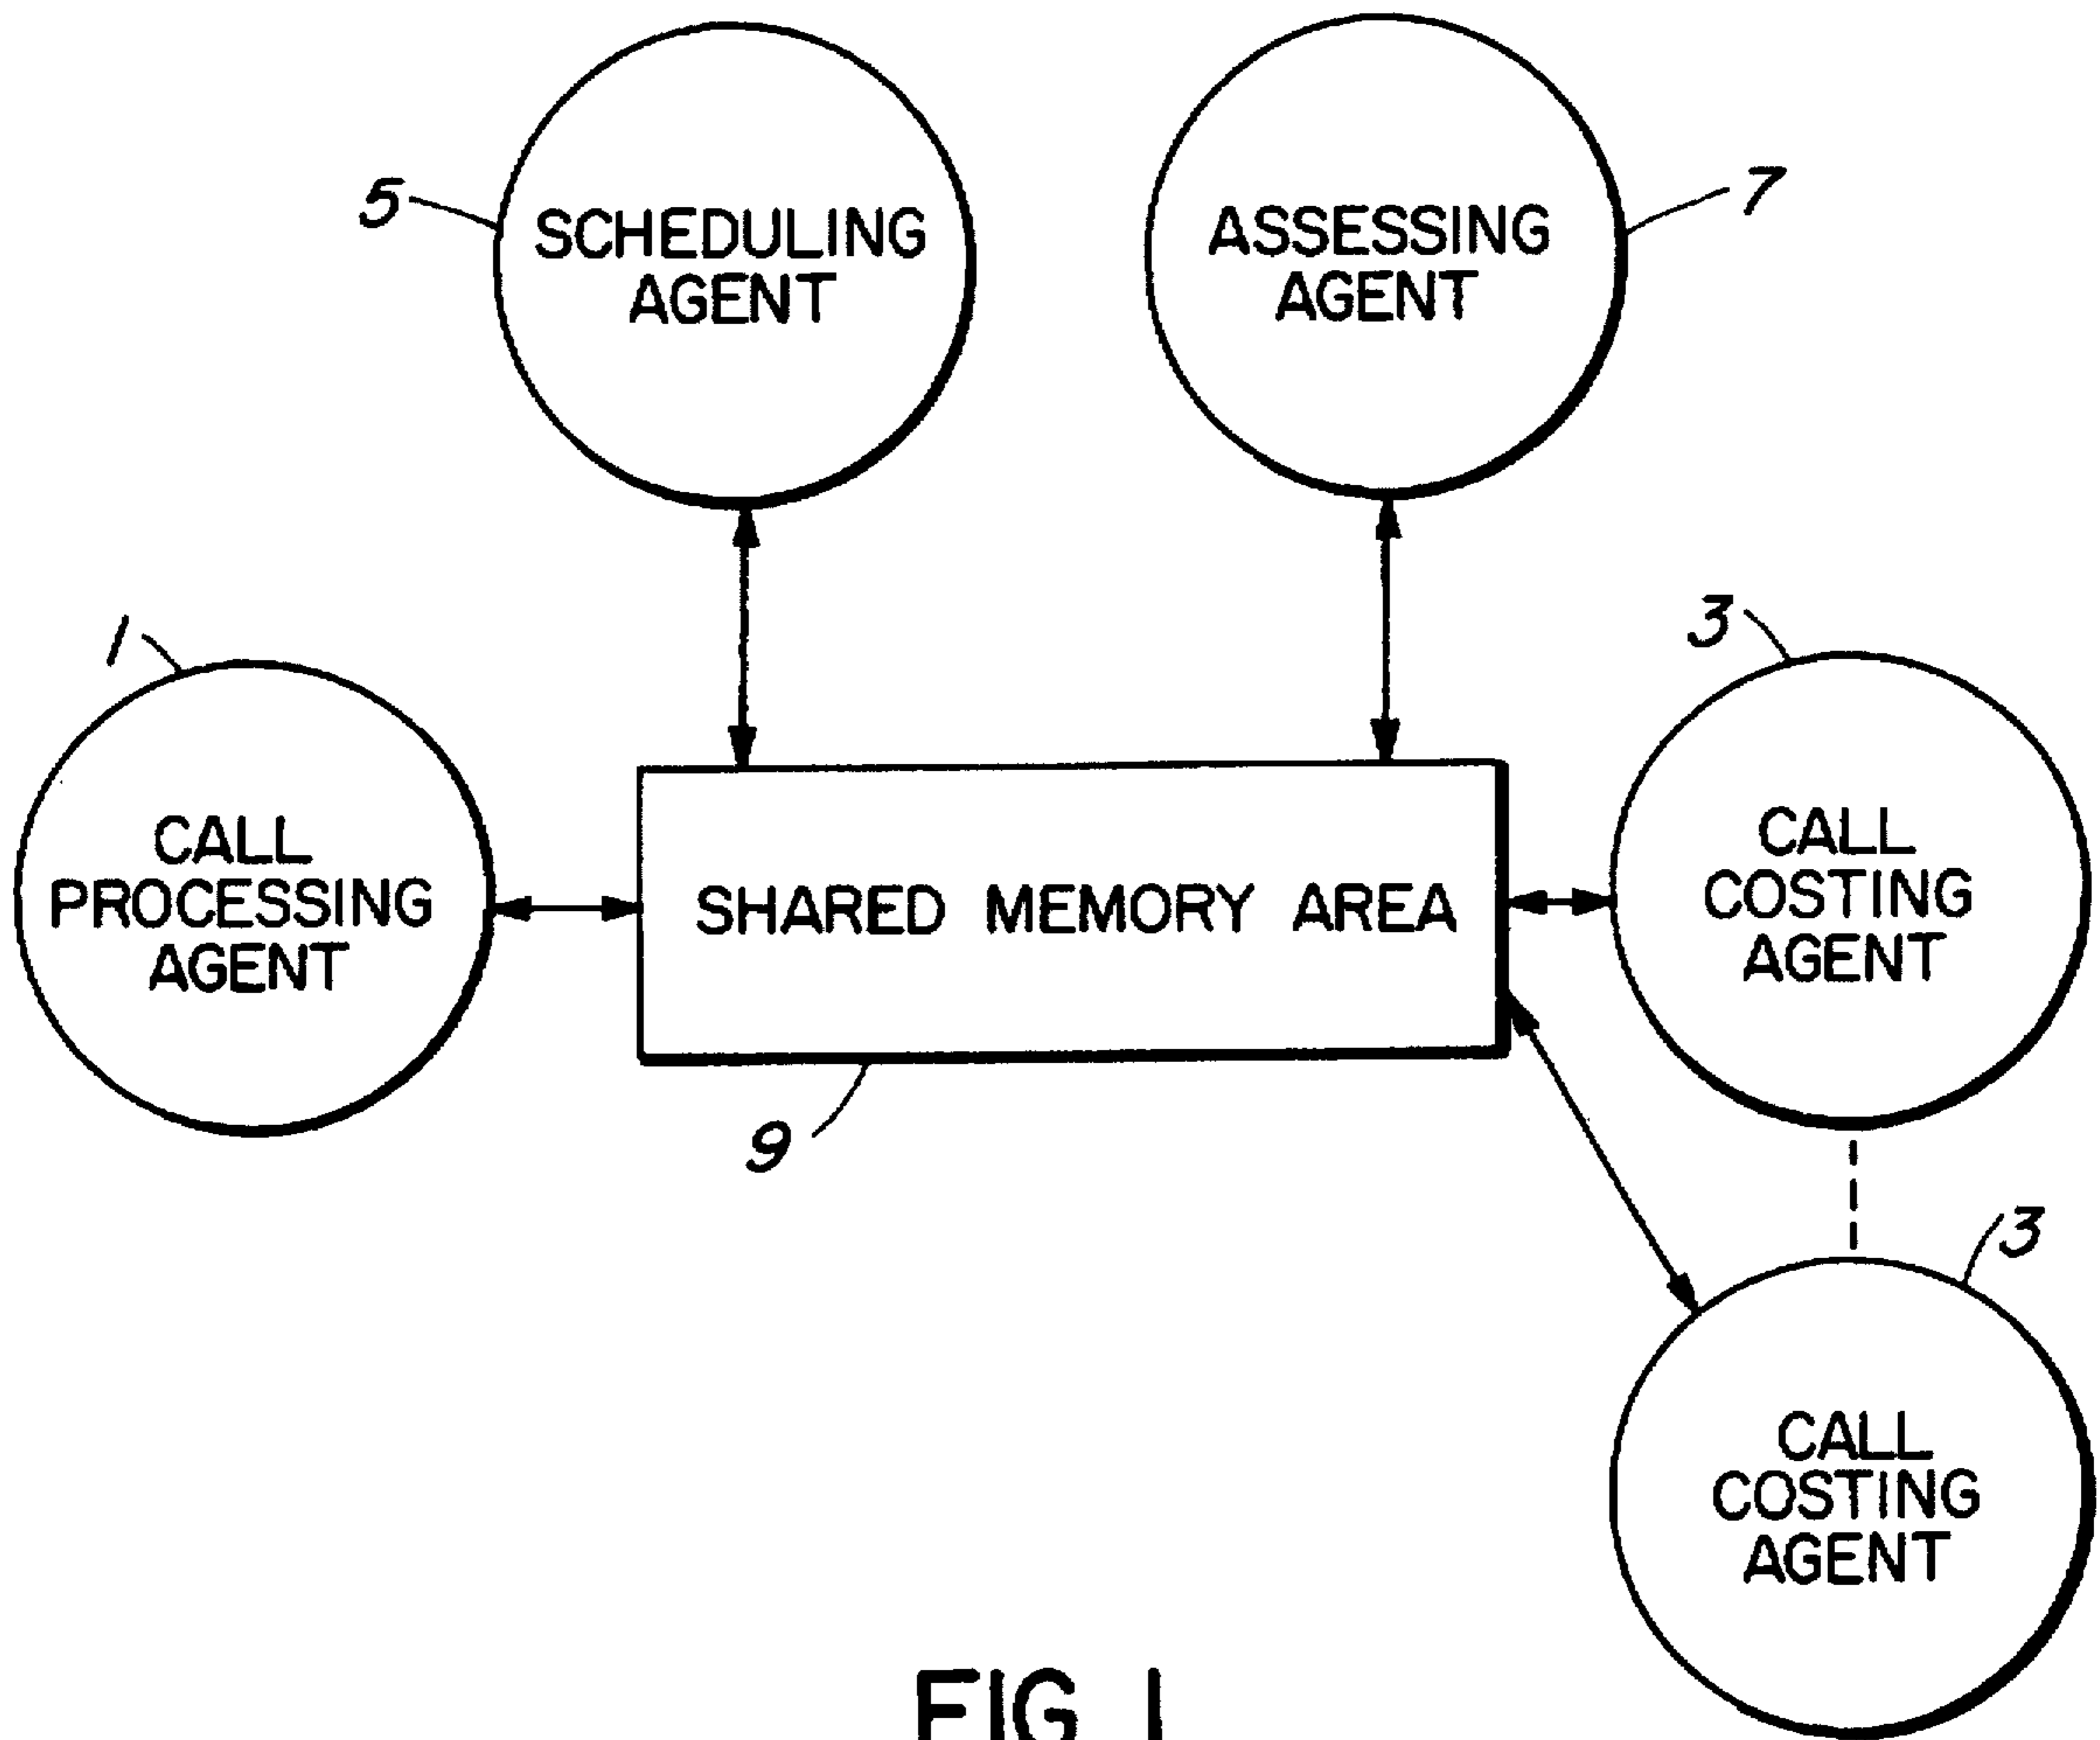 5
SCHEDULING
AGENT
ASSESSING
AGENT
7
1
CALL
PROCESSING
AGENT
SHARED MEMORY AREA
9
3
CALL
COSTING
AGENT
3
CALL
COSTING
AGENT
FIG 1